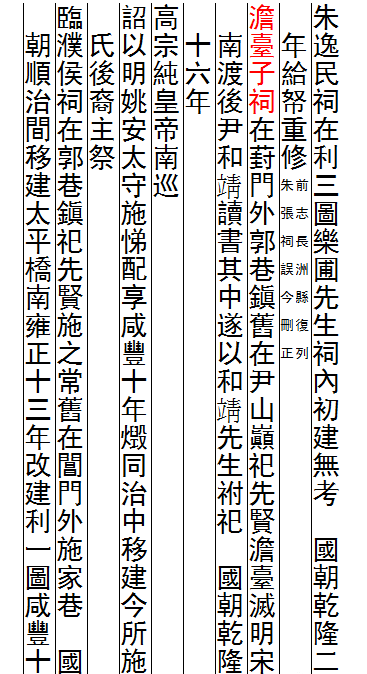 朱逸民祠在利三圖樂圃先生祠內初建無考　國朝乾隆二
年給帑重修前志長洲縣復列朱張祠誤今刪正
澹臺子祠在葑門外郭巷鎮舊在尹山巓祀先賢澹臺滅明宋
南渡後尹和靖讀書其中遂以和靖先生祔祀　國朝乾隆
十六年
高宗純皇帝南巡
詔以明姚安太守施悌配享咸豐十年燬同治中移建今所施
氏後裔主祭
臨濮侯祠在郭巷鎮祀先賢施之常舊在閶門外施家巷　國
朝順治間移建太平橋南雍正十三年改建利一圖咸豐十